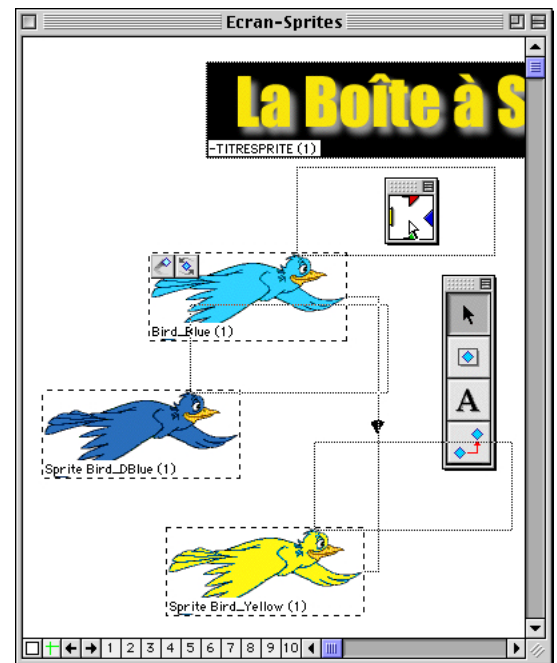 Ecran-Sprites
La Boîte à S
-TITRESPRITE (1)
Bird_Blue (1)
Sprite Bird_DBlue (1)
A
Sprite Bird_Yellow (1)
1 2 3 4 5 6 7 8 9 10